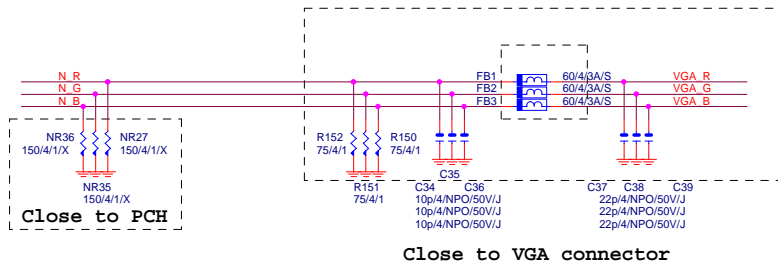 N_R
N_G
N_B
FB1
FB2
FB3
60/4/3A/S
60/4/3A/S
60/4/3A/S
VGA_R
VGA_G
VGA_B
NR36
150/4/1/X
NR27
150/4/1/X
NR35
150/4/1/X
Close to PCH
R152
75/4/1
R150
75/4/1
R151
75/4/1
C35
C34
C36
10p/4/NPO/50V/J
10p/4/NPO/50V/J
10p/4/NPO/50V/J
C37
C38
C39
22p/4/NPO/50V/J
22p/4/NPO/50V/J
22p/4/NPO/50V/J
Close to VGA connector